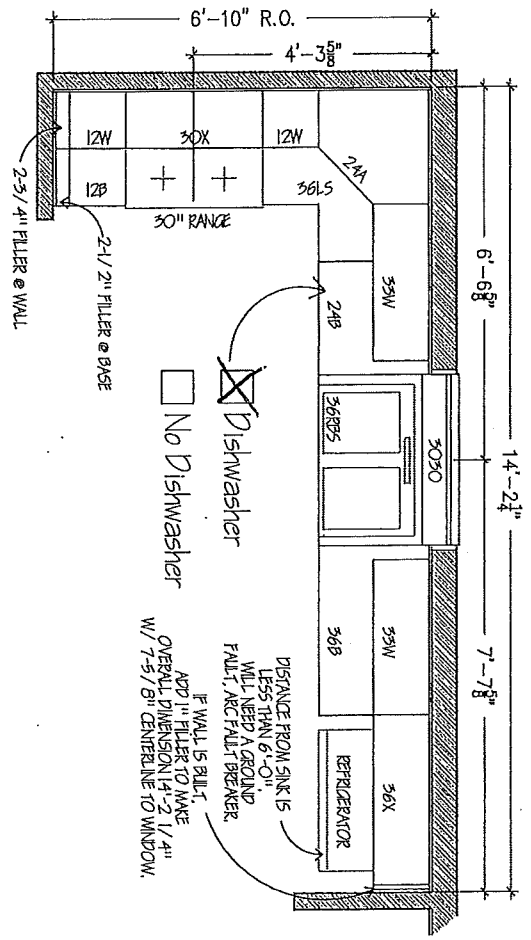 6'-10" R.O.
4'-3 5/8"
12W
30X
12W
24A
12B
36LS
30" RANGE
2-3/4" FILLER @ WALL
2-1/2" FILLER @ BASE
33W
24B
6'-6 5/8"
14'-2 1/4"
7'-7 5/8"
3030
36RBS
Dishwasher
No Dishwasher
33W
36B
36X
REFRIGERATOR
DISTANCE FROM SINK IS
LESS THAN 6'-0",
WILL NEED A GROUND
FAULT, ARC FAULT BREAKER.
IF WALL IS BUILT,
ADD 1" FILLER TO MAKE
OVERALL DIMENSION 14'-2 1/4"
W/ 7-5/8" CENTERLINE TO WINDOW.